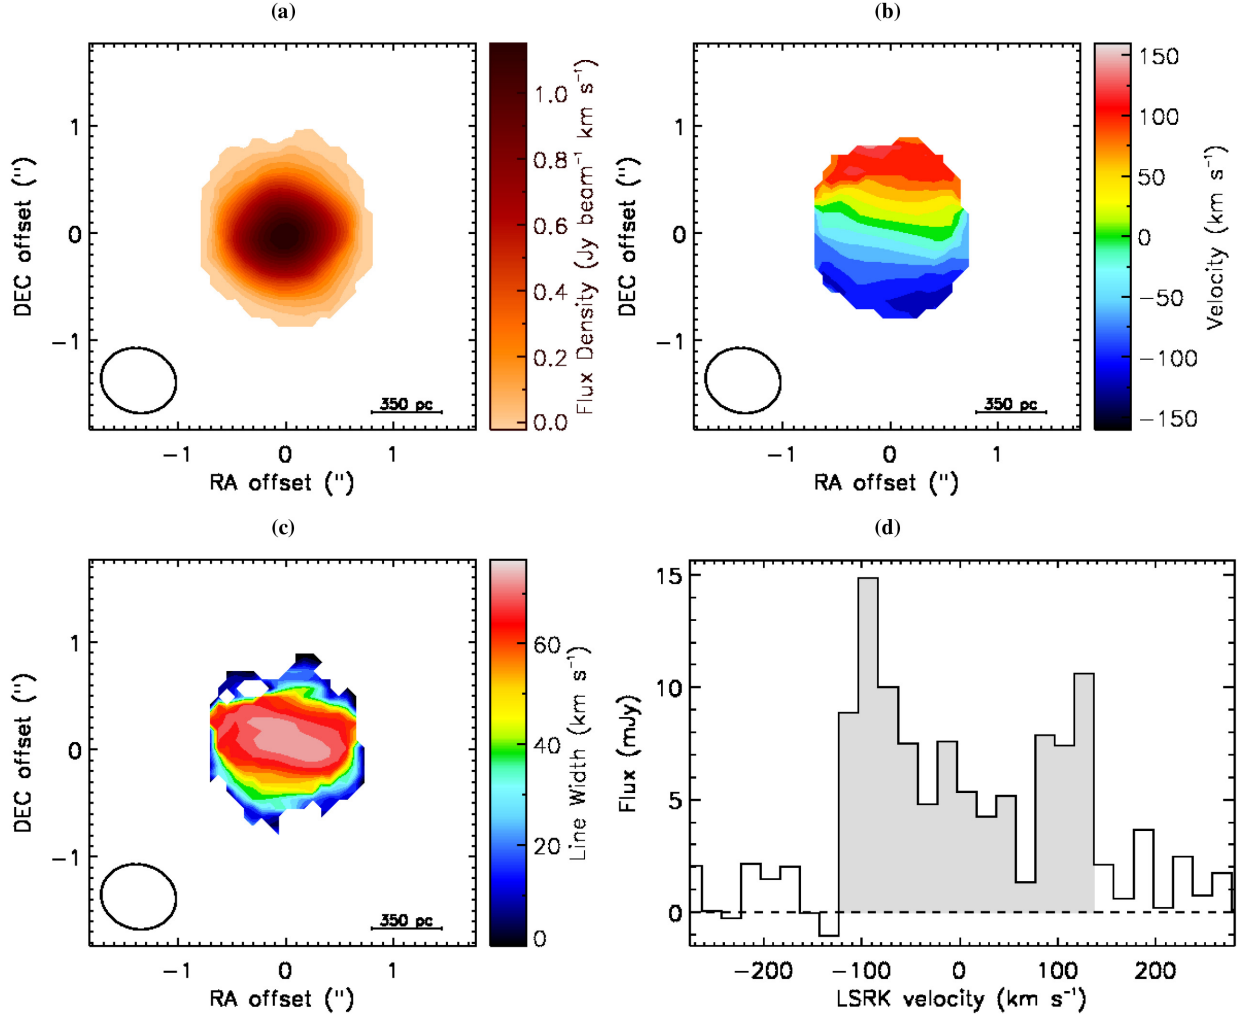 (a)
Flux Density (Jy beam⁻¹ km s⁻¹)
1.0
0.8
0.6
0.4
0.2
0.0
DEC offset (")
1
0
−1
350 pc
−1 0 1
RA offset (")
(b)
Velocity (km s⁻¹)
150
100
50
0
−50
−100
−150
DEC offset (")
1
0
−1
350 pc
−1 0 1
RA offset (")
(c)
Line Width (km s⁻¹)
60
40
20
0
DEC offset (")
1
0
−1
350 pc
−1 0 1
RA offset (")
(d)
Flux (mJy)
15
10
5
0
−200 −100 0 100 200
LSRK velocity (km s⁻¹)